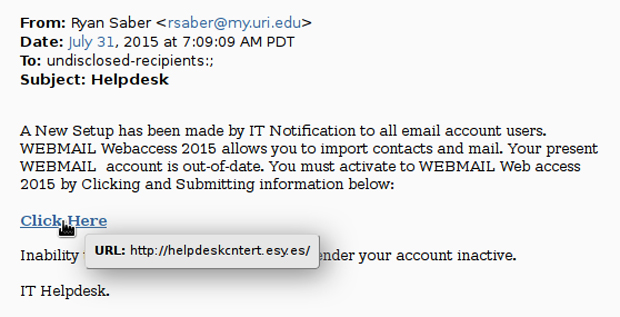 From: Ryan Saber <rsaber@my.uri.edu>
Date: July 31, 2015 at 7:09:09 AM PDT
To: undisclosed-recipients:;
Subject: Helpdesk
A New Setup has been made by IT Notification to all email account users.
WEBMAIL Webaccess 2015 allows you to import contacts and mail. Your present
WEBMAIL account is out-of-date. You must activate to WEBMAIL Web access
2015 by Clicking and Submitting information below:
Click Here
URL: http://helpdeskcntert.esy.es/
Inability ender your account inactive.
IT Helpdesk.